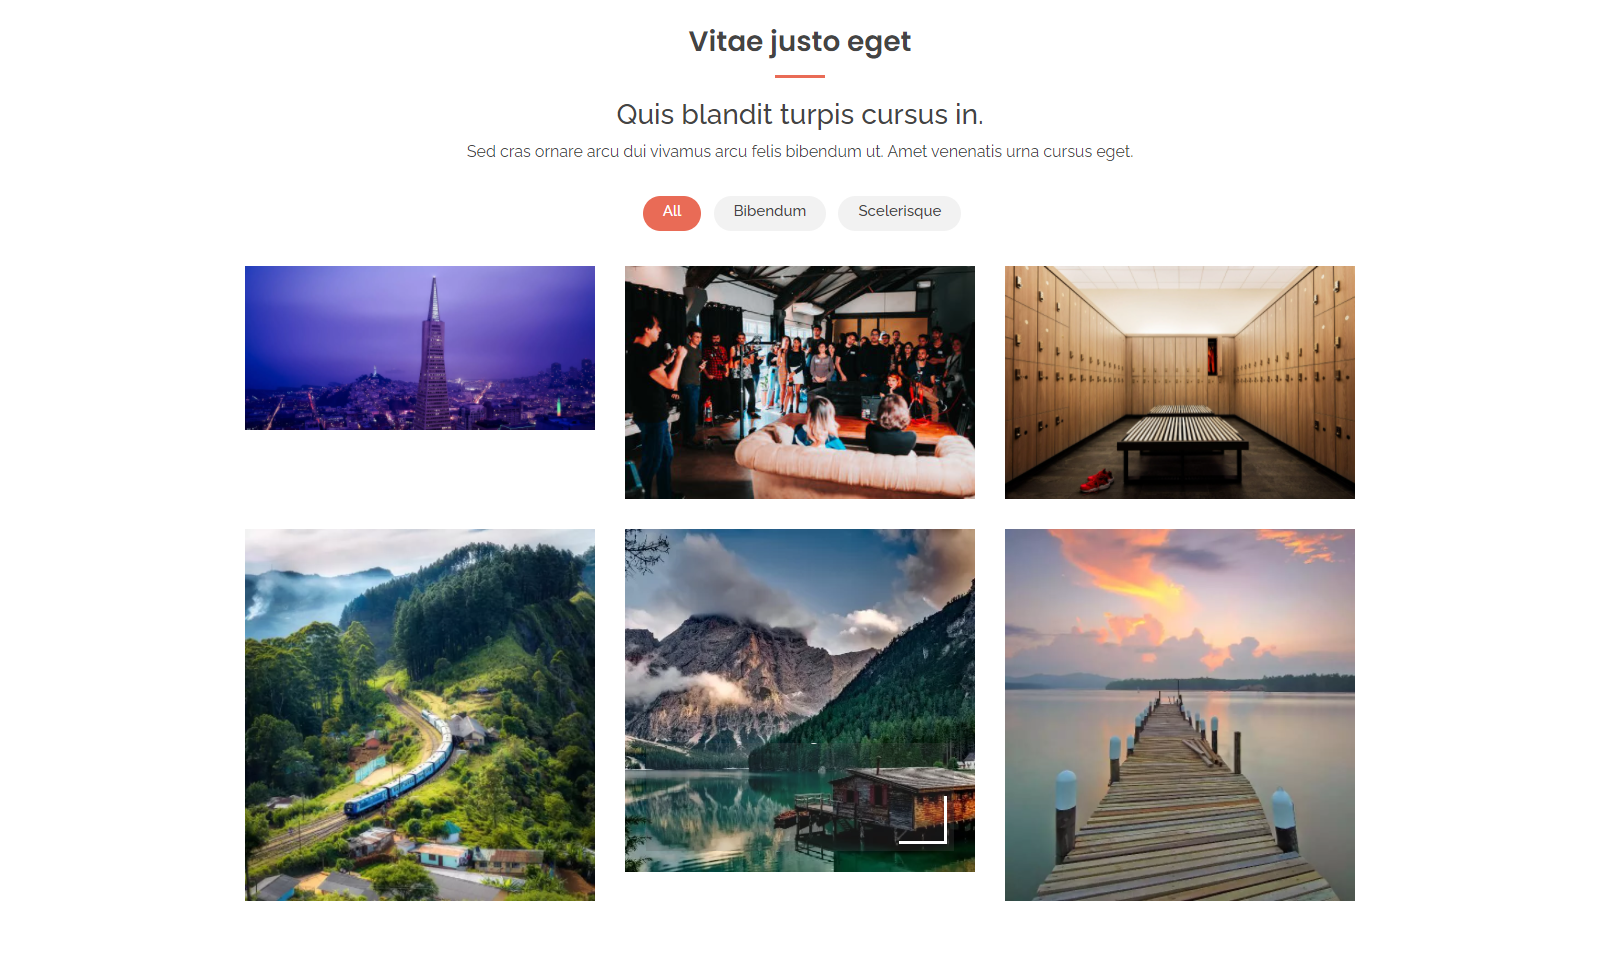 Vitae justo eget
Quis blandit turpis cursus in.
Sed cras ornare arcu dui vivamus arcu felis bibendum ut. Amet venenatis urna cursus eget.
All
Bibendum
Scelerisque